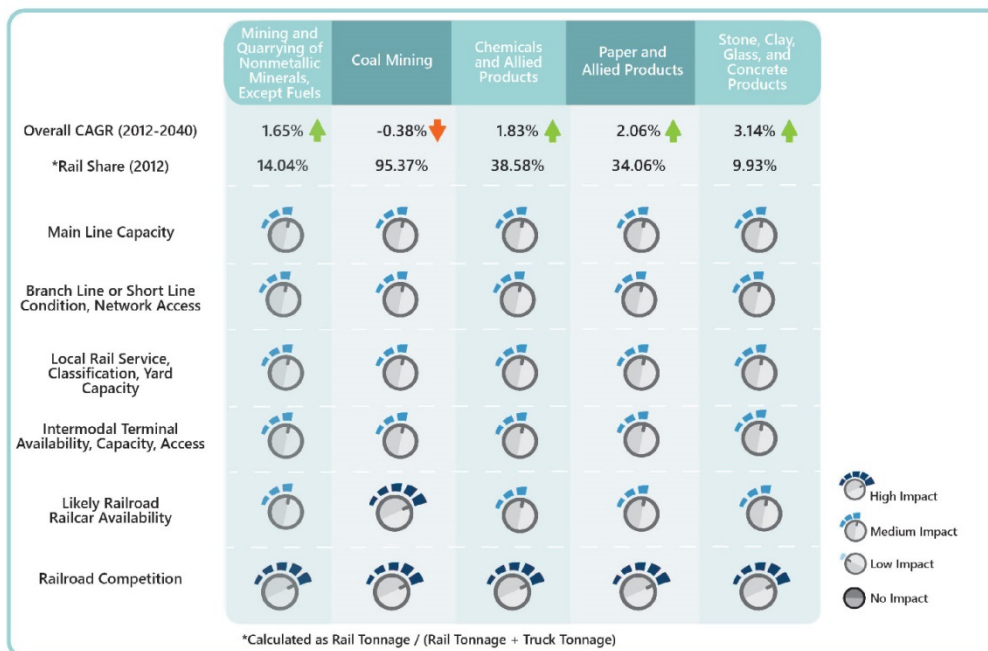 Mining and
Quarrying of
Nonmetallic
Minerals,
Except Fuels
Coal Mining
Chemicals
and Allied
Products
Paper and
Allied Products
Stone, Clay,
Glass, and
Concrete
Products
Overall CAGR (2012-2040)
1.65%
-0.38%
1.83%
2.06%
3.14%
*Rail Share (2012)
14.04%
95.37%
38.58%
34.06%
9.93%
Main Line Capacity
Branch Line or Short Line
Condition, Network Access
Local Rail Service,
Classification, Yard
Capacity
Intermodal Terminal
Availability, Capacity, Access
Likely Railroad
Railcar Availability
Railroad Competition
High Impact
Medium Impact
Low Impact
No Impact
*Calculated as Rail Tonnage / (Rail Tonnage + Truck Tonnage)